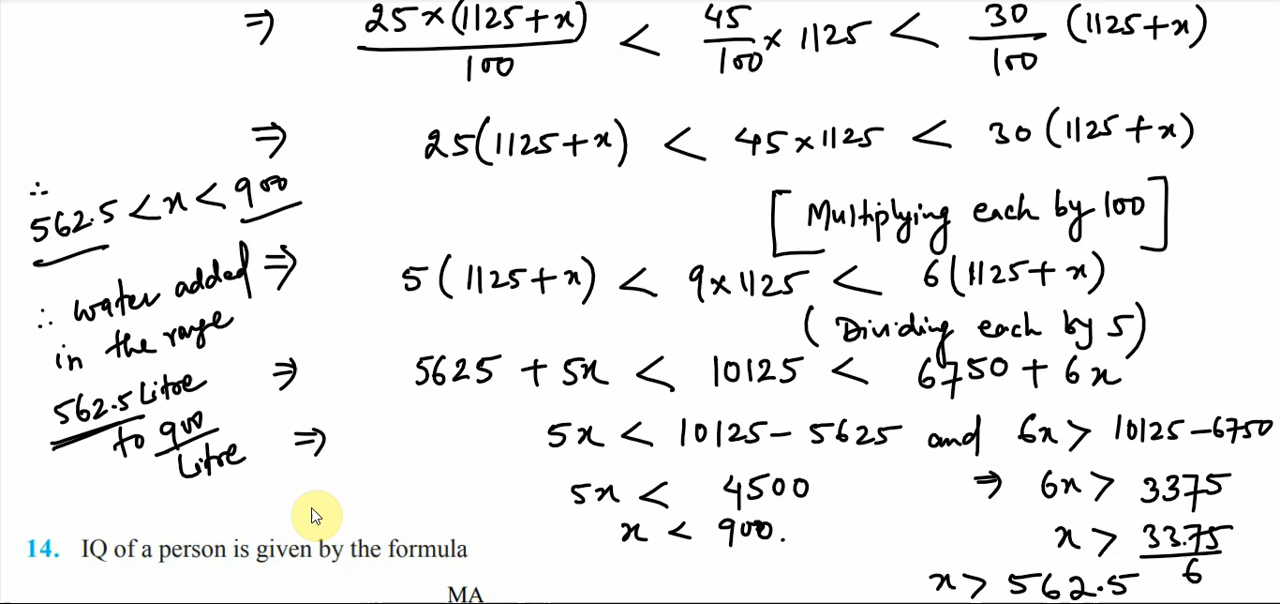 ⇒ 25×(1125+x)/100 < 45/100 × 1125 < 30/100 (1125+x)
⇒ 25(1125+x) < 45×1125 < 30(1125+x)
[Multiplying each by 100]
⇒ 5(1125+x) < 9×1125 < 6(1125+x)
(Dividing each by 5)
⇒ 5625 + 5x < 10125 < 6750 + 6x
⇒ 5x < 10125 - 5625 and 6x > 10125 - 6750
5x < 4500 ⇒ 6x > 3375
x < 900. x > 33.75/6
x > 562.5
∴ 562.5 < x < 900
∴ water added
in the range
562.5 Litre
to 900
Litre
14. IQ of a person is given by the formula
MA